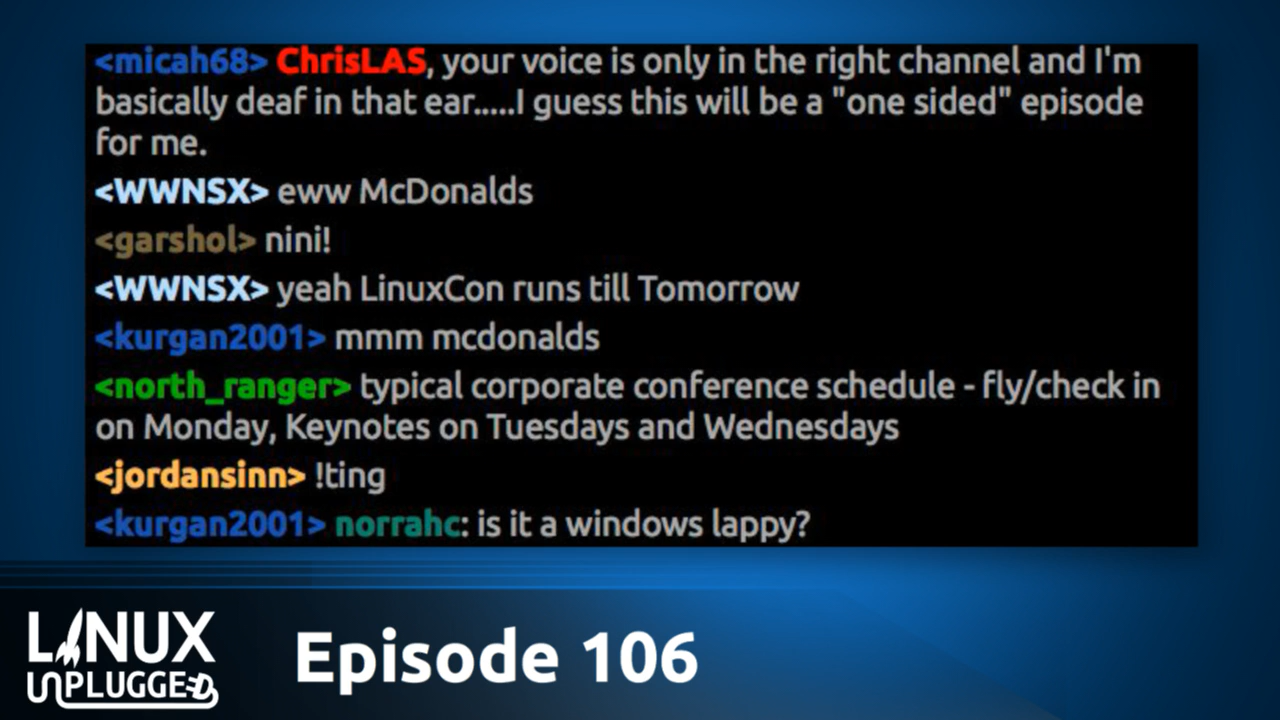 <micah68> ChrisLAS, your voice is only in the right channel and I'm
basically deaf in that ear.....I guess this will be a "one sided" episode
for me.
<WWNSX> eww McDonalds
<garshol> nini!
<WWNSX> yeah LinuxCon runs till Tomorrow
<kurgan2001> mmm mcdonalds
<north_ranger> typical corporate conference schedule - fly/check in
on Monday, Keynotes on Tuesdays and Wednesdays
<jordansinn> !ting
<kurgan2001> norrahc: is it a windows lappy?
LINUX
UNPLUGGED
Episode 106